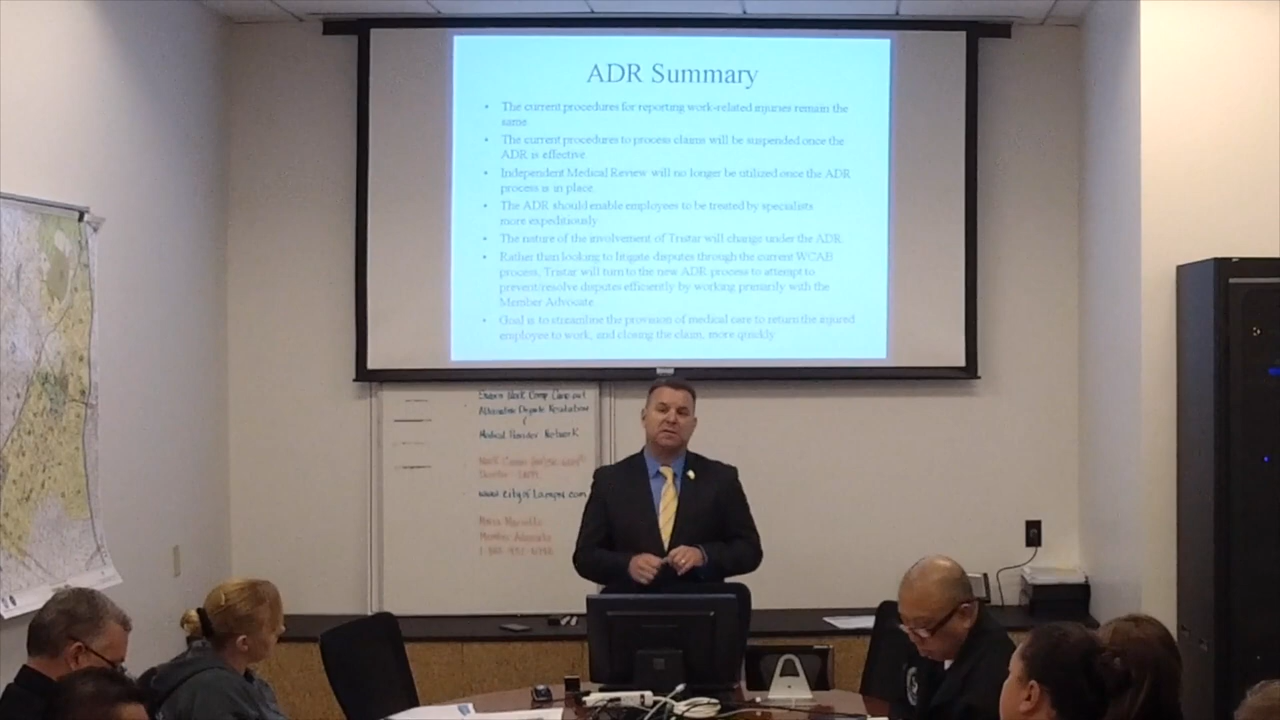 ADR Summary
• The current procedures for reporting work-related injuries remain the
same.
• The current procedures to process claims will be suspended once the
ADR is effective.
• Independent Medical Review will no longer be utilized once the ADR
process is in place.
• The ADR should enable employees to be treated by specialists
more expeditiously.
• The nature of the involvement of Tristar will change under the ADR.
• Rather than looking to litigate disputes through the current WCAB
process, Tristar will turn to the new ADR process to attempt to
prevent/resolve disputes efficiently by working primarily with the
Member Advocate.
• Goal is to streamline the provision of medical care to return the injured
employee to work, and closing the claim, more quickly.
Work Comp
Alternative Dispute Resolution
Medical Provider Network
Work Comp
Member Advocate